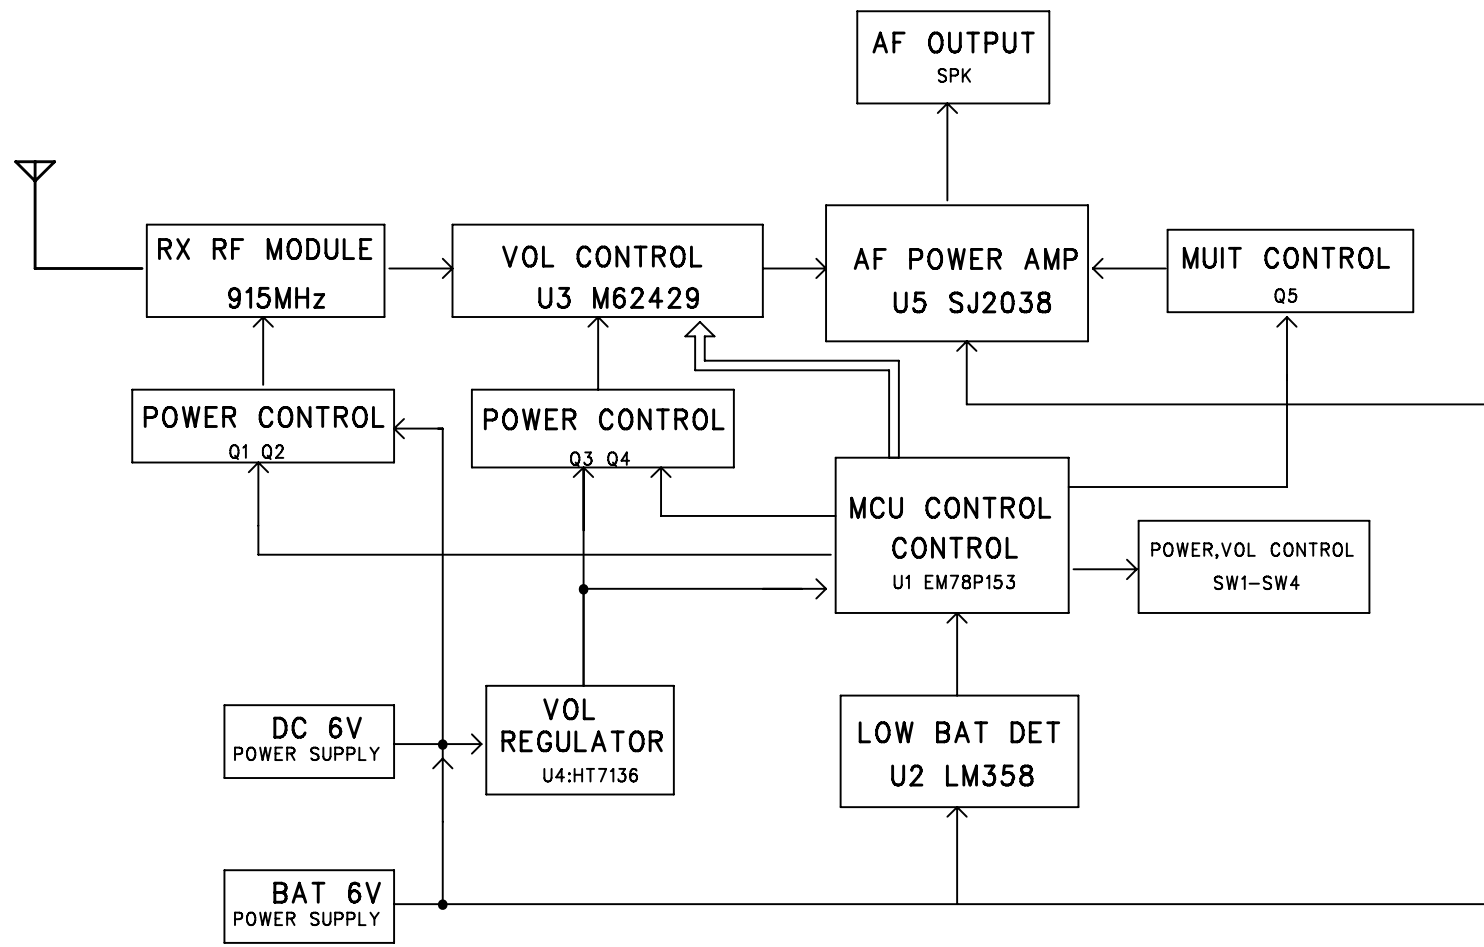 AF OUTPUT
SPK
RX RF MODULE
915MHz
VOL CONTROL
U3 M62429
AF POWER AMP
U5 SJ2038
MUIT CONTROL
Q5
POWER CONTROL
Q1 Q2
POWER CONTROL
Q3 Q4
MCU CONTROL
CONTROL
U1 EM78P153
POWER,VOL CONTROL
SW1-SW4
DC 6V
POWER SUPPLY
VOL
REGULATOR
U4:HT7136
LOW BAT DET
U2 LM358
BAT 6V
POWER SUPPLY